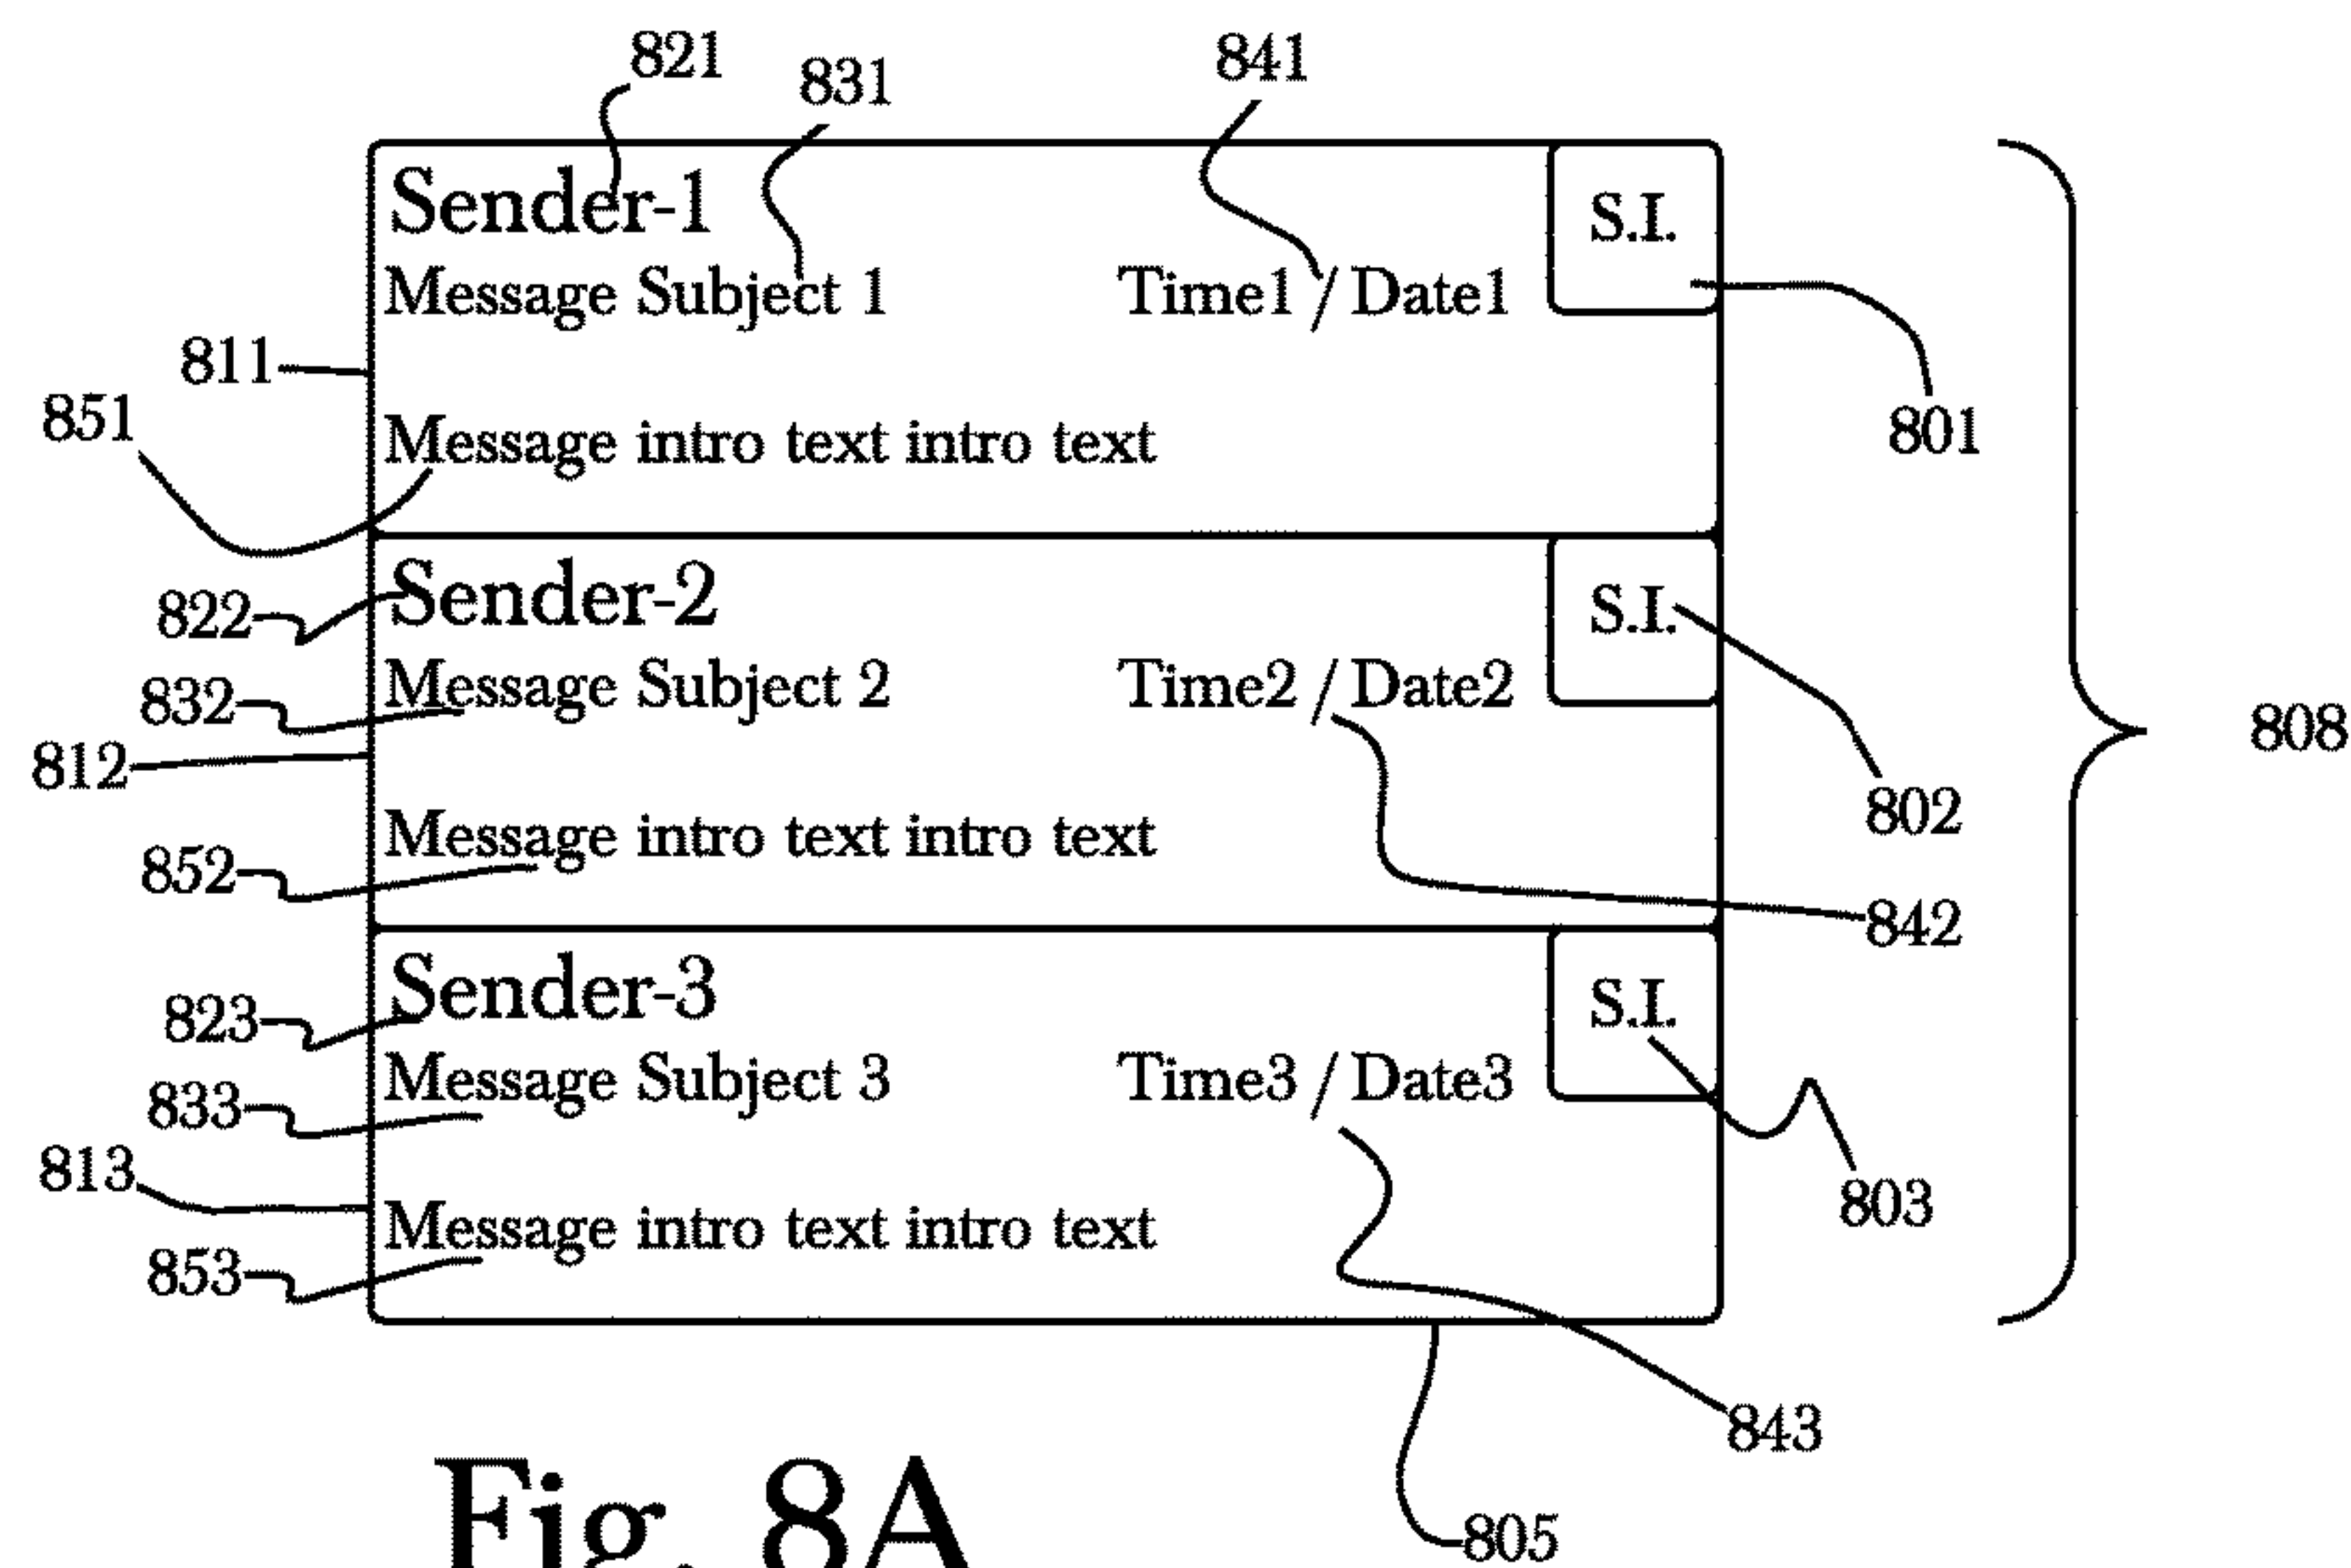 821
831
841
Sender-1
S.I.
Message Subject 1 Time1 / Date1
811
851
801
Message intro text intro text
Sender-2
S.I.
822
Message Subject 2 Time2 / Date2
832
808
812
802
Message intro text intro text
852
842
Sender-3
S.I.
823
Message Subject 3 Time3 / Date3
833
813
803
Message intro text intro text
853
843
805
Fig. 8A